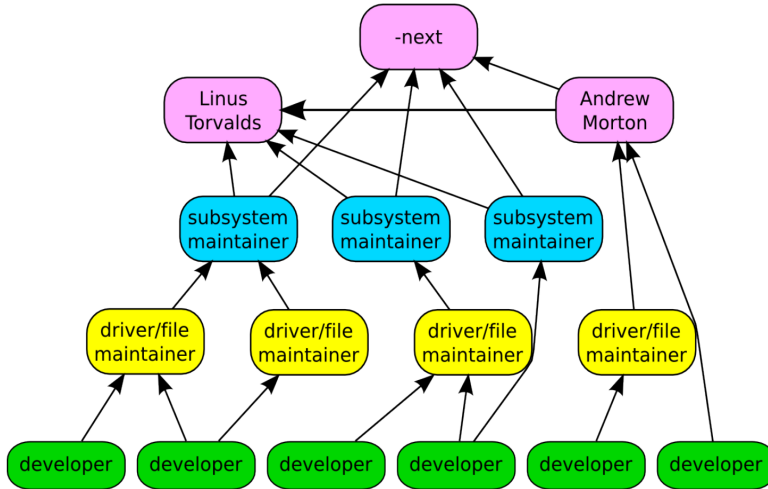 -next
Linus
Torvalds
Andrew
Morton
subsystem
maintainer
subsystem
maintainer
subsystem
maintainer
driver/file
maintainer
driver/file
maintainer
driver/file
maintainer
driver/file
maintainer
developer
developer
developer
developer
developer
developer